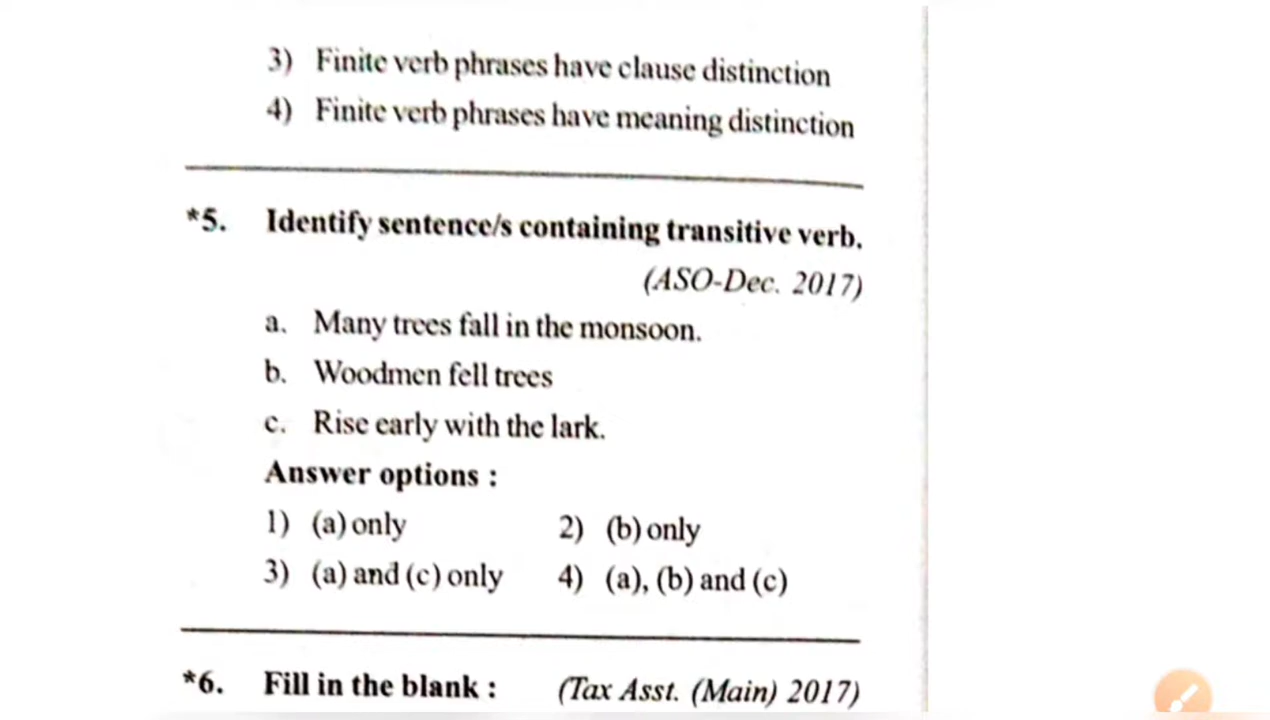 3) Finite verb phrases have clause distinction
4) Finite verb phrases have meaning distinction
*5. Identify sentence/s containing transitive verb.
(ASO-Dec. 2017)
a. Many trees fall in the monsoon.
b. Woodmen fell trees
c. Rise early with the lark.
Answer options :
1) (a) only 2) (b) only
3) (a) and (c) only 4) (a), (b) and (c)
*6. Fill in the blank : (Tax Asst. (Main) 2017)